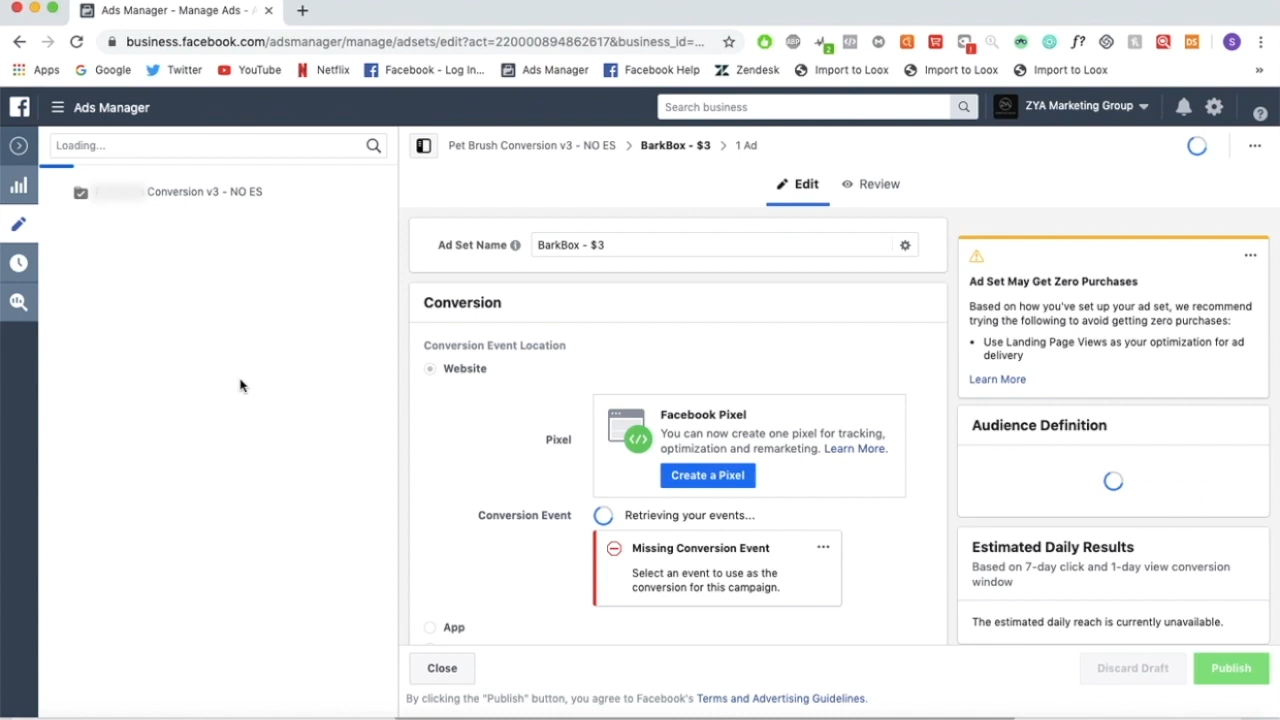 Ads Manager - Manage Ads - A
business.facebook.com/adsmanager/manage/adsets/edit?act=220000894862617&business_id=...
ABP
2
1
f?
DS
S
Apps
Google
Twitter
YouTube
Netflix
Facebook - Log In...
Ads Manager
Facebook Help
Zendesk
Import to Loox
Import to Loox
Import to Loox
»
Ads Manager
Search business
ZYA Marketing Group
Loading...
Pet Brush Conversion v3 - NO ES > BarkBox - $3 > 1 Ad
Conversion v3 - NO ES
Edit
Review
Ad Set Name
BarkBox - $3
Conversion
Conversion Event Location
Website
Pixel
Facebook Pixel
You can now create one pixel for tracking,
optimization and remarketing. Learn More.
Create a Pixel
Conversion Event
Retrieving your events...
Missing Conversion Event
Select an event to use as the
conversion for this campaign.
App
Ad Set May Get Zero Purchases
Based on how you've set up your ad set, we recommend
trying the following to avoid getting zero purchases:
• Use Landing Page Views as your optimization for ad
delivery
Learn More
Audience Definition
Estimated Daily Results
Based on 7-day click and 1-day view conversion
window
The estimated daily reach is currently unavailable.
Close
Discard Draft
Publish
By clicking the "Publish" button, you agree to Facebook's Terms and Advertising Guidelines.